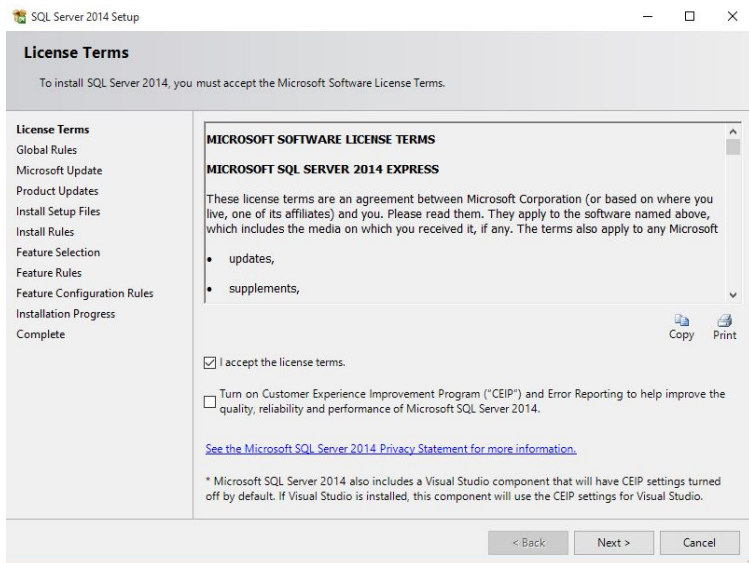 SQL Server 2014 Setup
License Terms
To install SQL Server 2014, you must accept the Microsoft Software License Terms.
License Terms
Global Rules
Microsoft Update
Product Updates
Install Setup Files
Install Rules
Feature Selection
Feature Rules
Feature Configuration Rules
Installation Progress
Complete
MICROSOFT SOFTWARE LICENSE TERMS
MICROSOFT SQL SERVER 2014 EXPRESS
These license terms are an agreement between Microsoft Corporation (or based on where you
live, one of its affiliates) and you. Please read them. They apply to the software named above,
which includes the media on which you received it, if any. The terms also apply to any Microsoft
• updates,
• supplements,
Copy Print
I accept the license terms.
Turn on Customer Experience Improvement Program ("CEIP") and Error Reporting to help improve the
quality, reliability and performance of Microsoft SQL Server 2014.
See the Microsoft SQL Server 2014 Privacy Statement for more information.
* Microsoft SQL Server 2014 also includes a Visual Studio component that will have CEIP settings turned
off by default. If Visual Studio is installed, this component will use the CEIP settings for Visual Studio.
< Back Next > Cancel